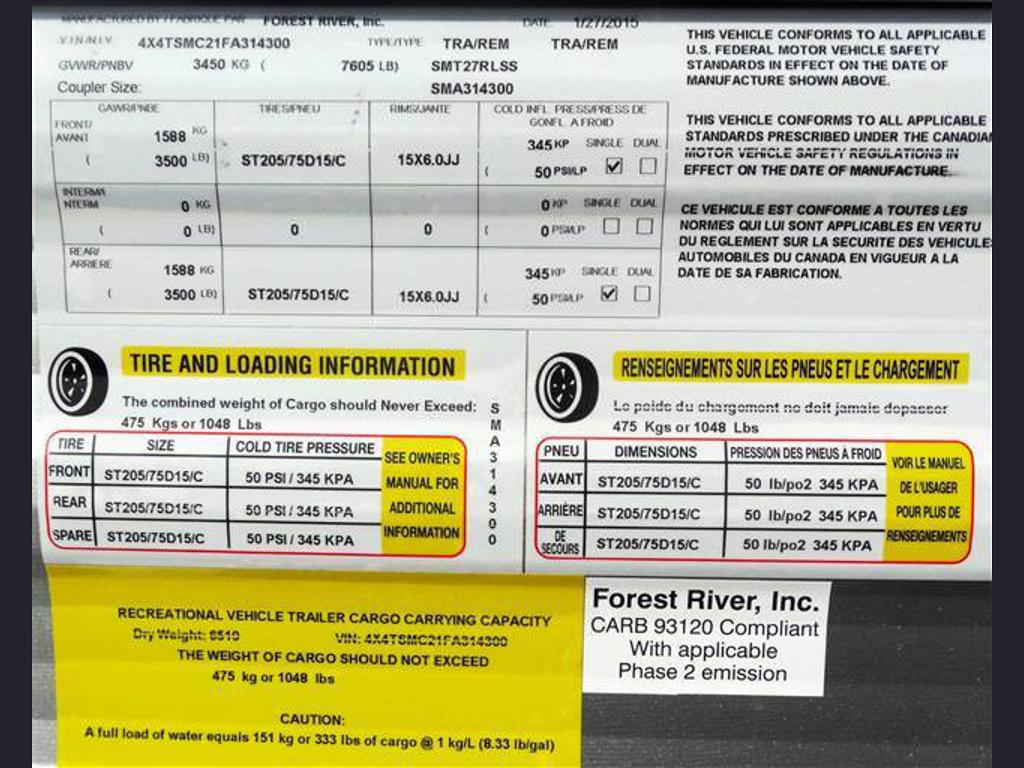 MANUFACTURED BY / FABRIQUE PAR FOREST RIVER, Inc. DATE 1/27/2015
V.I.N/N.I.V. 4X4TSMC21FA314300 TYPE/TYPE TRA/REM TRA/REM
GVWR/PNBV 3450 KG ( 7605 LB) SMT27RLSS
Coupler Size: SMA314300
GAWR/PNBE TIRES/PNEU RIMS/JANTE COLD INFL. PRESS/PRESS DE GONFL. A FROID
FRONT/ AVANT 1588 KG 345 KP SINGLE DUAL
( 3500 LB) ST205/75D15/C 15X6.0JJ ( 50 PSI/LP
INTERM/ INTERM 0 KG 0 KP SINGLE DUAL
( 0 LB) 0 0 ( 0 PSI/LP
REAR/ ARRIERE 1588 KG 345 KP SINGLE DUAL
( 3500 LB) ST205/75D15/C 15X6.0JJ ( 50 PSI/LP
THIS VEHICLE CONFORMS TO ALL APPLICABLE
U.S. FEDERAL MOTOR VEHICLE SAFETY
STANDARDS IN EFFECT ON THE DATE OF
MANUFACTURE SHOWN ABOVE.
THIS VEHICLE CONFORMS TO ALL APPLICABLE
STANDARDS PRESCRIBED UNDER THE CANADIAN
MOTOR VEHICLE SAFETY REGULATIONS IN
EFFECT ON THE DATE OF MANUFACTURE.
CE VEHICULE EST CONFORME A TOUTES LES
NORMES QUI LUI SONT APPLICABLES EN VERTU
DU REGLEMENT SUR LA SECURITE DES VEHICULES
AUTOMOBILES DU CANADA EN VIGUEUR A LA
DATE DE SA FABRICATION.
TIRE AND LOADING INFORMATION
The combined weight of Cargo should Never Exceed:
475 Kgs or 1048 Lbs
TIRE SIZE COLD TIRE PRESSURE
FRONT ST205/75D15/C 50 PSI / 345 KPA
REAR ST205/75D15/C 50 PSI / 345 KPA
SPARE ST205/75D15/C 50 PSI / 345 KPA
SEE OWNER'S
MANUAL FOR
ADDITIONAL
INFORMATION
SMA314300
RENSEIGNEMENTS SUR LES PNEUS ET LE CHARGEMENT
Le poids du chargement ne doit jamais depasser
475 Kgs or 1048 Lbs
PNEU DIMENSIONS PRESSION DES PNEUS À FROID
AVANT ST205/75D15/C 50 lb/po2 345 KPA
ARRIÈRE ST205/75D15/C 50 lb/po2 345 KPA
DE SECOURS ST205/75D15/C 50 lb/po2 345 KPA
VOIR LE MANUEL
DE L'USAGER
POUR PLUS DE
RENSEIGNEMENTS
RECREATIONAL VEHICLE TRAILER CARGO CARRYING CAPACITY
Dry Weight: 6510 VIN: 4X4TSMC21FA314300
THE WEIGHT OF CARGO SHOULD NOT EXCEED
475 kg or 1048 lbs
CAUTION:
A full load of water equals 151 kg or 333 lbs of cargo @ 1 kg/L (8.33 lb/gal)
Forest River, Inc.
CARB 93120 Compliant
With applicable
Phase 2 emission